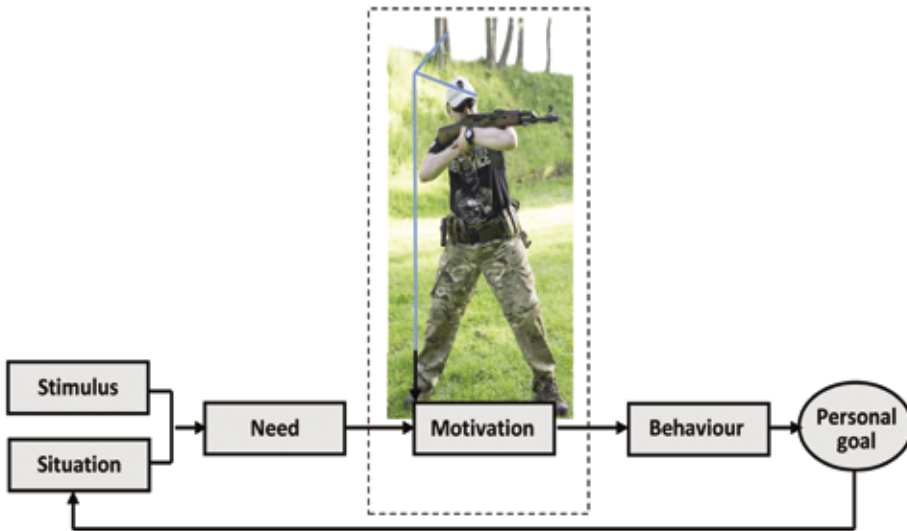 Stimulus
Need
Motivation
Behaviour
Personal
goal
Situation